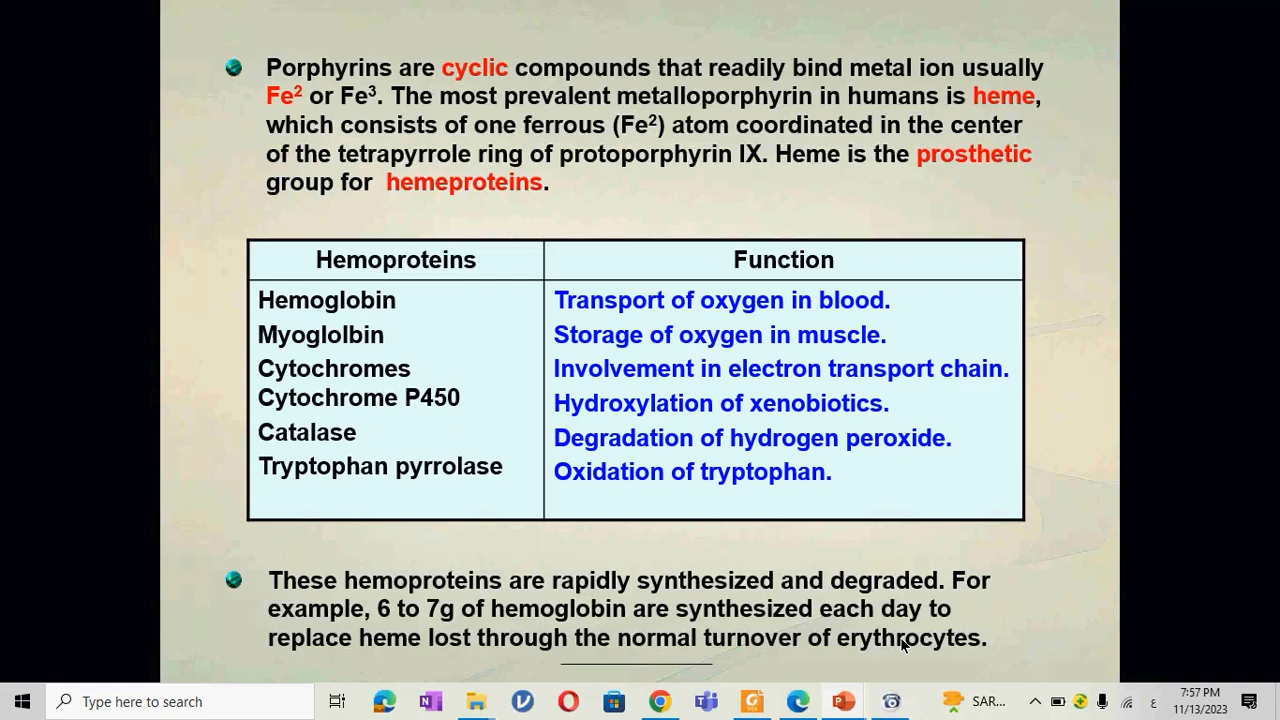 Porphyrins are cyclic compounds that readily bind metal ion usually
Fe² or Fe³. The most prevalent metalloporphyrin in humans is heme,
which consists of one ferrous (Fe²) atom coordinated in the center
of the tetrapyrrole ring of protoporphyrin IX. Heme is the prosthetic
group for hemeproteins.
Hemoproteins Function
Hemoglobin Transport of oxygen in blood.
Myoglolbin Storage of oxygen in muscle.
Cytochromes Involvement in electron transport chain.
Cytochrome P450 Hydroxylation of xenobiotics.
Catalase Degradation of hydrogen peroxide.
Tryptophan pyrrolase Oxidation of tryptophan.
These hemoproteins are rapidly synthesized and degraded. For
example, 6 to 7g of hemoglobin are synthesized each day to
replace heme lost through the normal turnover of erythrocytes.
Type here to search
SAR...
ع
7:57 PM
11/13/2023